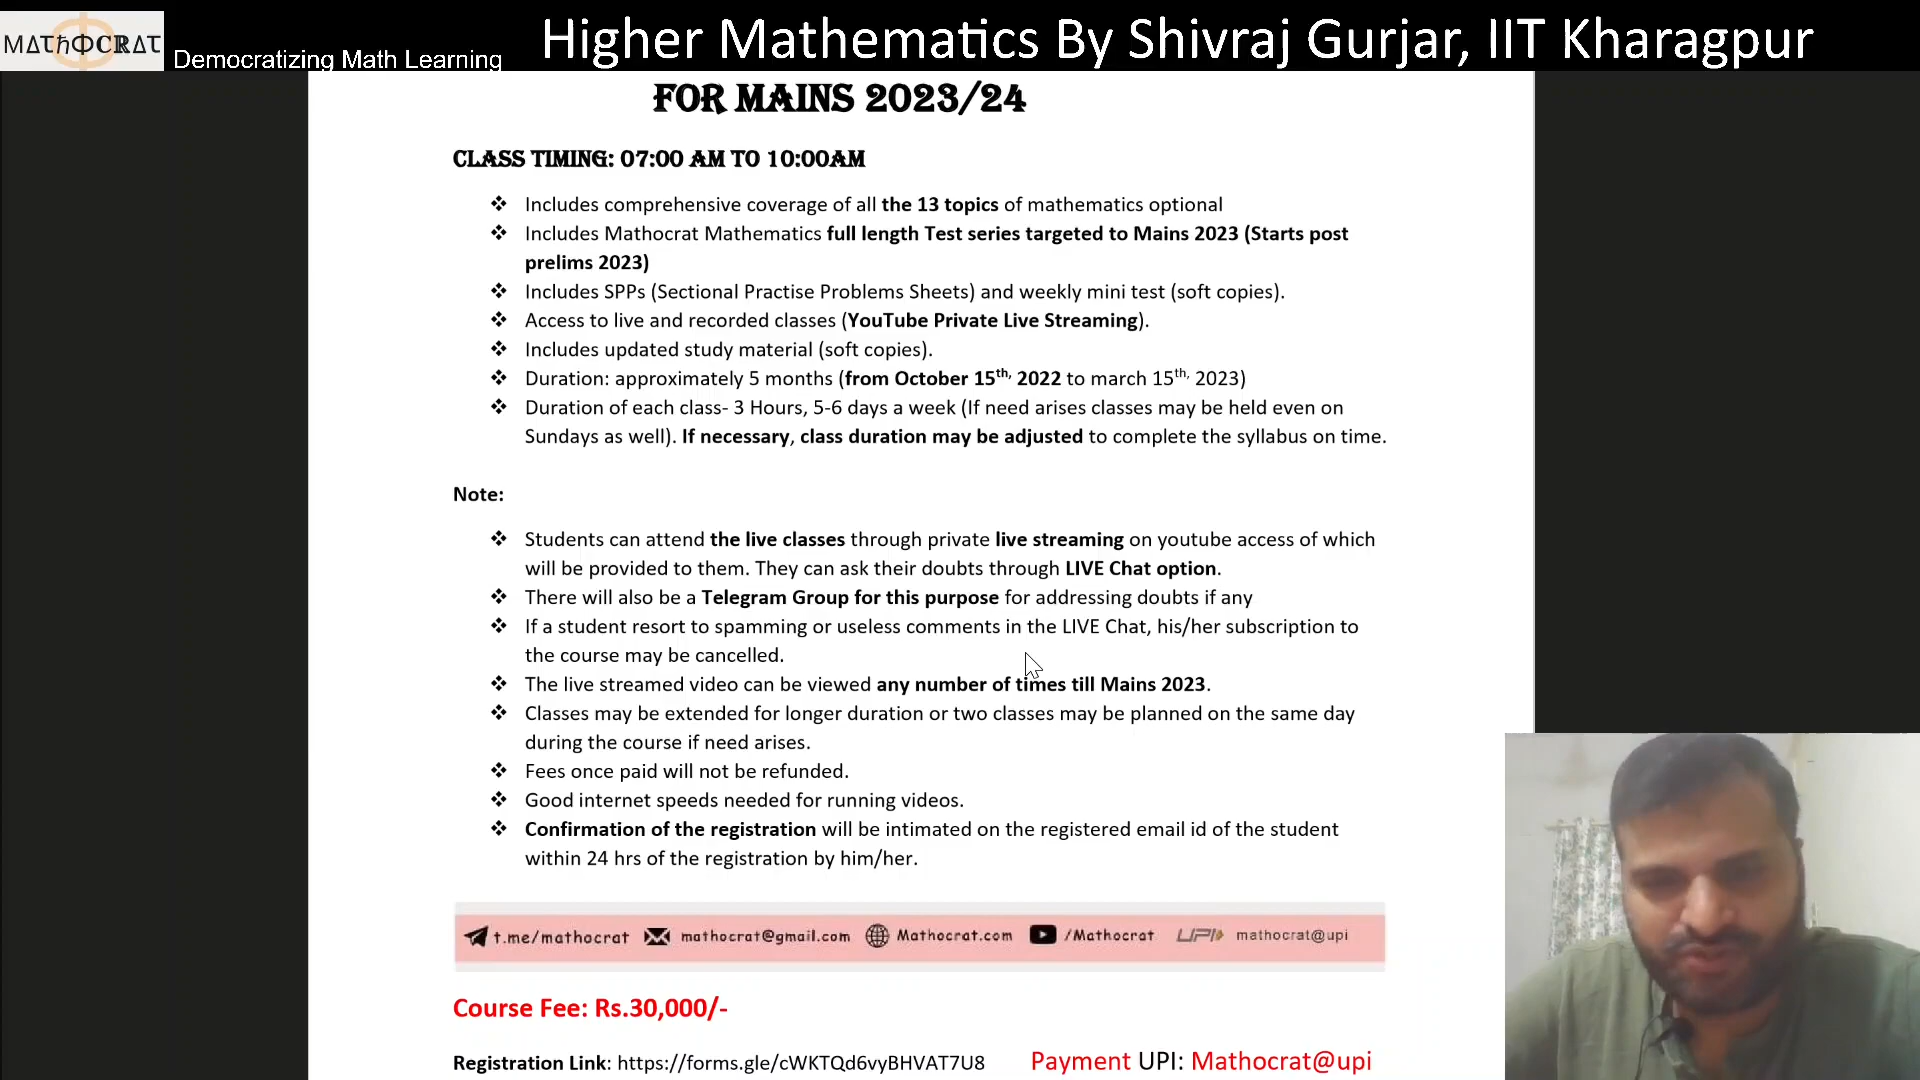 MATħФCRAT
Democratizing Math Learning
Higher Mathematics By Shivraj Gurjar, IIT Kharagpur
FOR MAINS 2023/24
CLASS TIMING: 07:00 AM TO 10:00AM
❖ Includes comprehensive coverage of all the 13 topics of mathematics optional
❖ Includes Mathocrat Mathematics full length Test series targeted to Mains 2023 (Starts post
prelims 2023)
❖ Includes SPPs (Sectional Practise Problems Sheets) and weekly mini test (soft copies).
❖ Access to live and recorded classes (YouTube Private Live Streaming).
❖ Includes updated study material (soft copies).
❖ Duration: approximately 5 months (from October 15th, 2022 to march 15th, 2023)
❖ Duration of each class- 3 Hours, 5-6 days a week (If need arises classes may be held even on
Sundays as well). If necessary, class duration may be adjusted to complete the syllabus on time.
Note:
❖ Students can attend the live classes through private live streaming on youtube access of which
will be provided to them. They can ask their doubts through LIVE Chat option.
❖ There will also be a Telegram Group for this purpose for addressing doubts if any
❖ If a student resort to spamming or useless comments in the LIVE Chat, his/her subscription to
the course may be cancelled.
❖ The live streamed video can be viewed any number of times till Mains 2023.
❖ Classes may be extended for longer duration or two classes may be planned on the same day
during the course if need arises.
❖ Fees once paid will not be refunded.
❖ Good internet speeds needed for running videos.
❖ Confirmation of the registration will be intimated on the registered email id of the student
within 24 hrs of the registration by him/her.
t.me/mathocrat mathocrat@gmail.com Mathocrat.com /Mathocrat UPI mathocrat@upi
Course Fee: Rs.30,000/-
Registration Link: https://forms.gle/cWKTQd6vyBHVAT7U8 Payment UPI: Mathocrat@upi